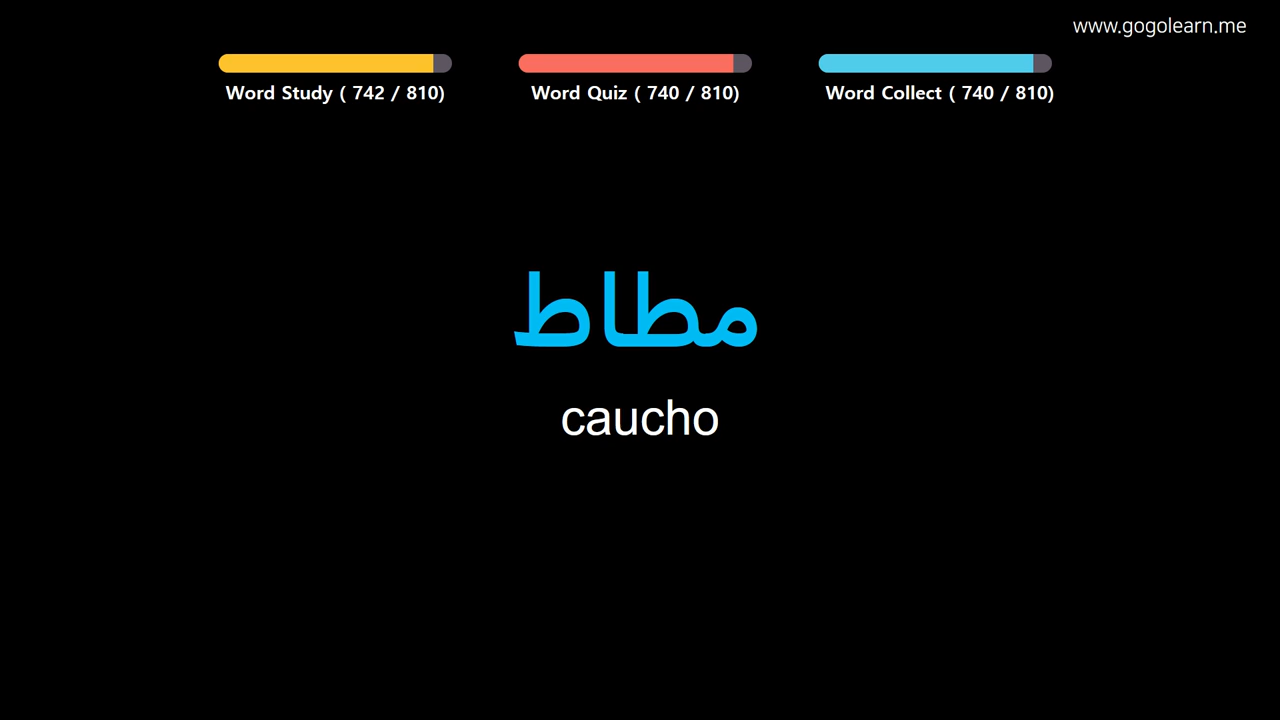 www.gogolearn.me
Word Study ( 742 / 810)
Word Quiz ( 740 / 810)
Word Collect ( 740 / 810)
مطاط
caucho